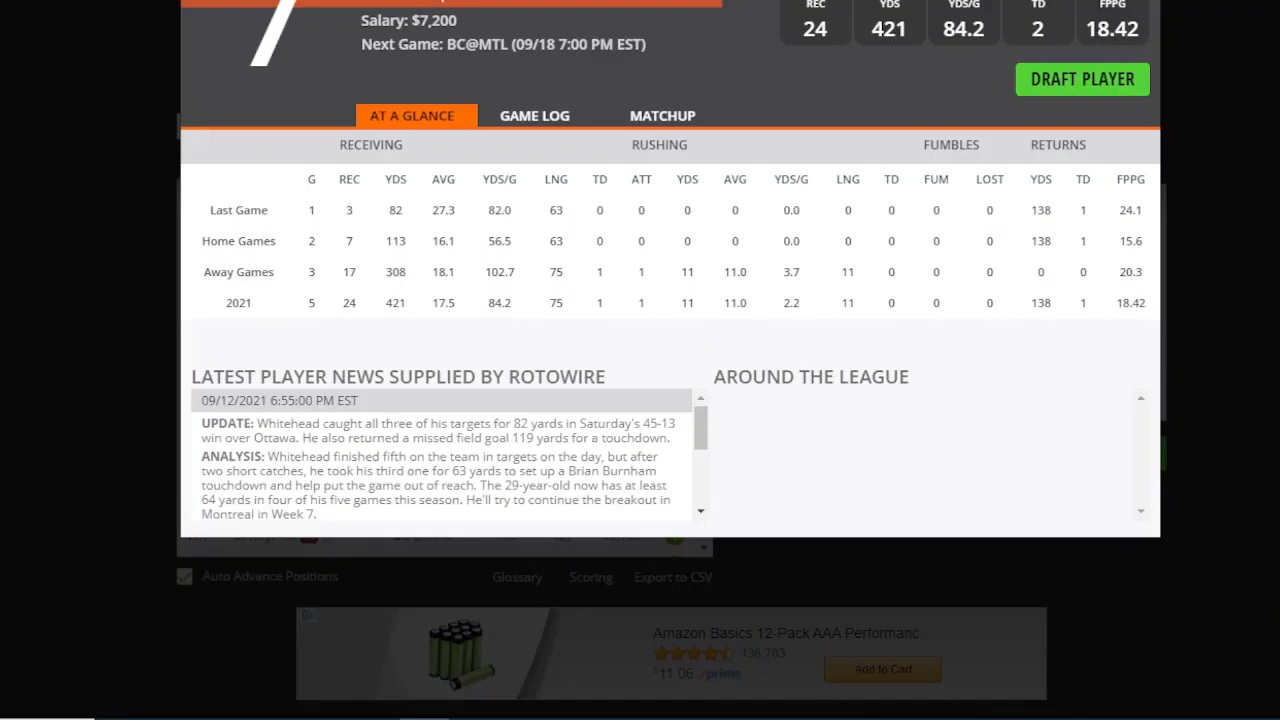 7
Salary: $7,200
Next Game: BC@MTL (09/18 7:00 PM EST)
REC YDS YDS/G TD FPPG
24 421 84.2 2 18.42
DRAFT PLAYER
AT A GLANCE GAME LOG MATCHUP
RECEIVING RUSHING FUMBLES RETURNS
G REC YDS AVG YDS/G LNG TD ATT YDS AVG YDS/G LNG TD FUM LOST YDS TD FPPG
Last Game 1 3 82 27.3 82.0 63 0 0 0 0 0.0 0 0 0 0 138 1 24.1
Home Games 2 7 113 16.1 56.5 63 0 0 0 0 0.0 0 0 0 0 138 1 15.6
Away Games 3 17 308 18.1 102.7 75 1 1 11 11.0 3.7 11 0 0 0 0 0 20.3
2021 5 24 421 17.5 84.2 75 1 1 11 11.0 2.2 11 0 0 0 138 1 18.42
LATEST PLAYER NEWS SUPPLIED BY ROTOWIRE
09/12/2021 6:55:00 PM EST
UPDATE: Whitehead caught all three of his targets for 82 yards in Saturday's 45-13
win over Ottawa. He also returned a missed field goal 119 yards for a touchdown.
ANALYSIS: Whitehead finished fifth on the team in targets on the day, but after
two short catches, he took his third one for 63 yards to set up a Brian Burnham
touchdown and help put the game out of reach. The 29-year-old now has at least
64 yards in four of his five games this season. He'll try to continue the breakout in
Montreal in Week 7.
AROUND THE LEAGUE
Auto Advance Positions Glossary Scoring Export to CSV
Amazon Basics 12-Pack AAA Performanc...
138,703
$11.06 prime
Add to Cart